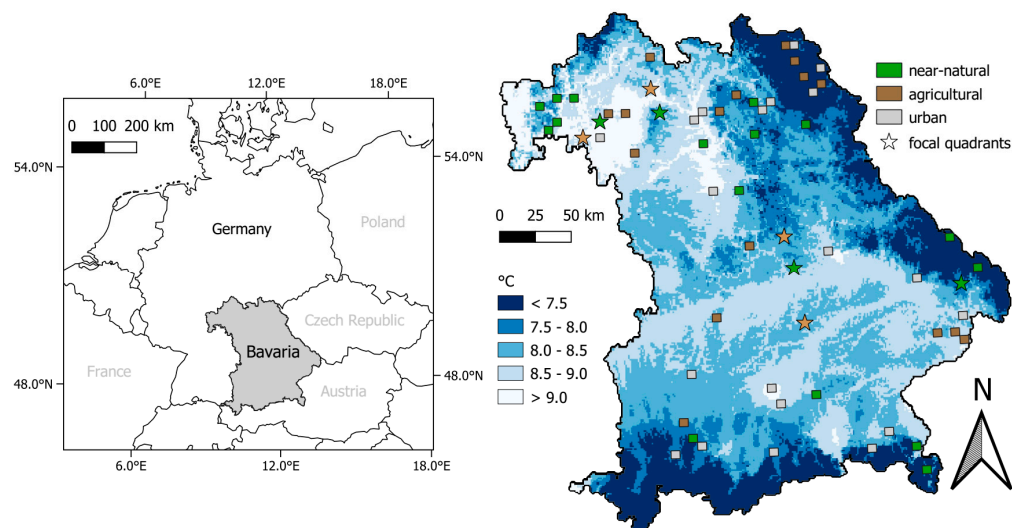 6.0°E
12.0°E
18.0°E
0 100 200 km
54.0°N
54.0°N
Germany
Poland
Czech Republic
Bavaria
France
Austria
48.0°N
48.0°N
6.0°E
12.0°E
18.0°E
near-natural
agricultural
urban
focal quadrants
0 25 50 km
°C
< 7.5
7.5 - 8.0
8.0 - 8.5
8.5 - 9.0
> 9.0
N